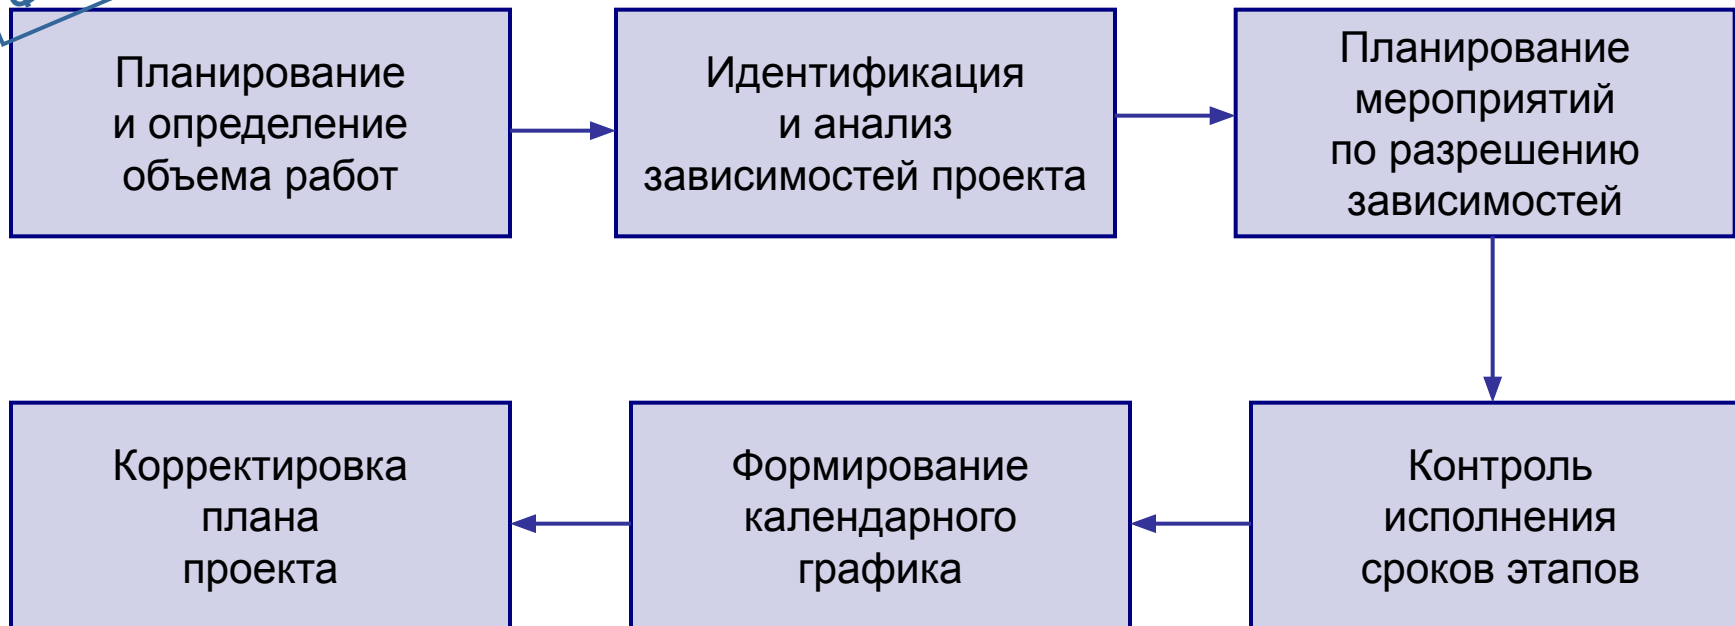 Планирование
и определение
объема работ
Идентификация
и анализ
зависимостей проекта
Планирование
мероприятий
по разрешению
зависимостей
Контроль
исполнения
сроков этапов
Формирование
календарного
графика
Корректировка
плана
проекта